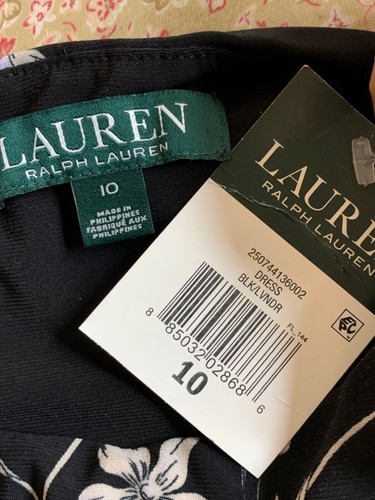 LAUREN
RALPH LAUREN
10
MADE IN
PHILIPPINES
FABRIQUÉ AUX
PHILIPPINES
LAUREN
RALPH LAUREN
250744136002
DRESS
BLK/LVNDR
FL 144
8 85032 02868 6
10